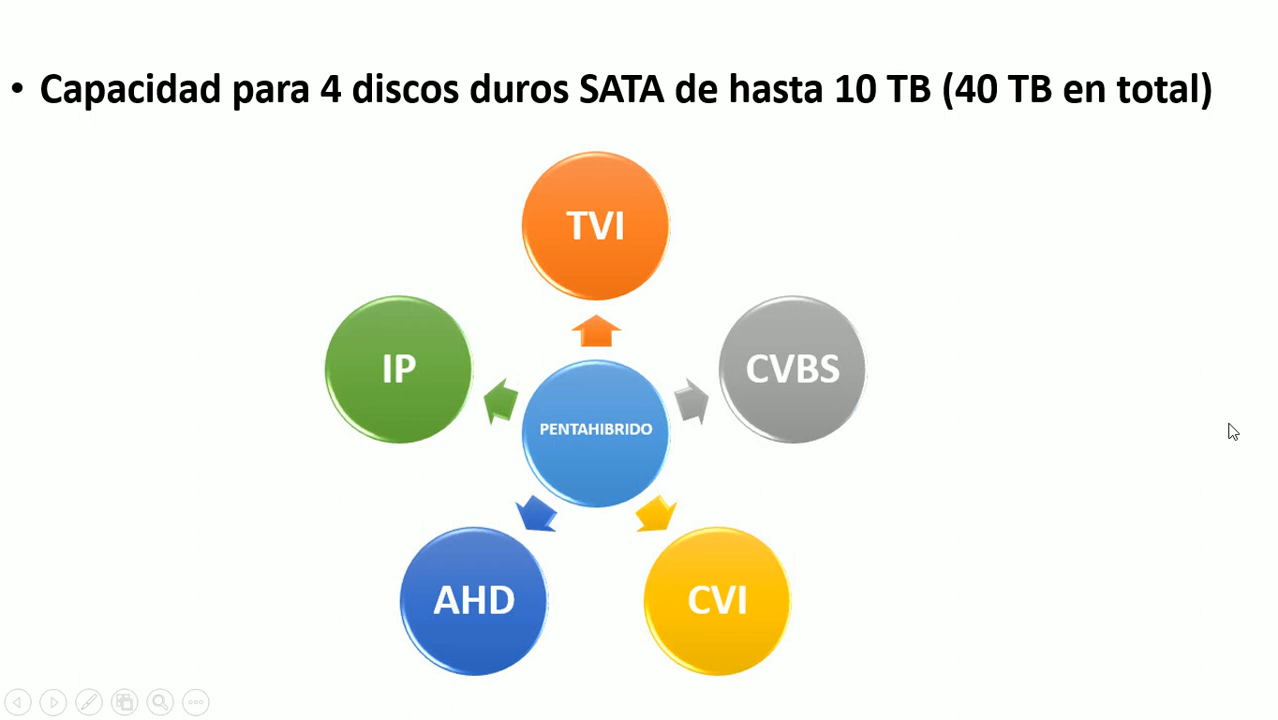 • Capacidad para 4 discos duros SATA de hasta 10 TB (40 TB en total)
TVI
IP
CVBS
PENTAHIBRIDO
AHD
CVI